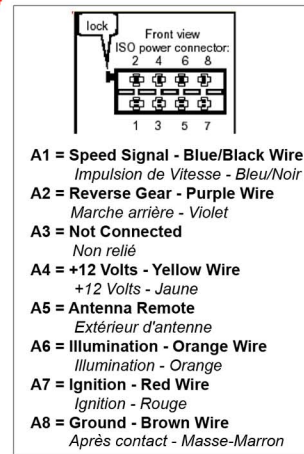 lock
Front view
ISO power connector:
2 4 6 8
1 3 5 7
A1 = Speed Signal - Blue/Black Wire
Impulsion de Vitesse - Bleu/Noir
A2 = Reverse Gear - Purple Wire
Marche arrière - Violet
A3 = Not Connected
Non relié
A4 = +12 Volts - Yellow Wire
+12 Volts - Jaune
A5 = Antenna Remote
Extérieur d'antenne
A6 = Illumination - Orange Wire
Illumination - Orange
A7 = Ignition - Red Wire
Ignition - Rouge
A8 = Ground - Brown Wire
Après contact - Masse-Marron